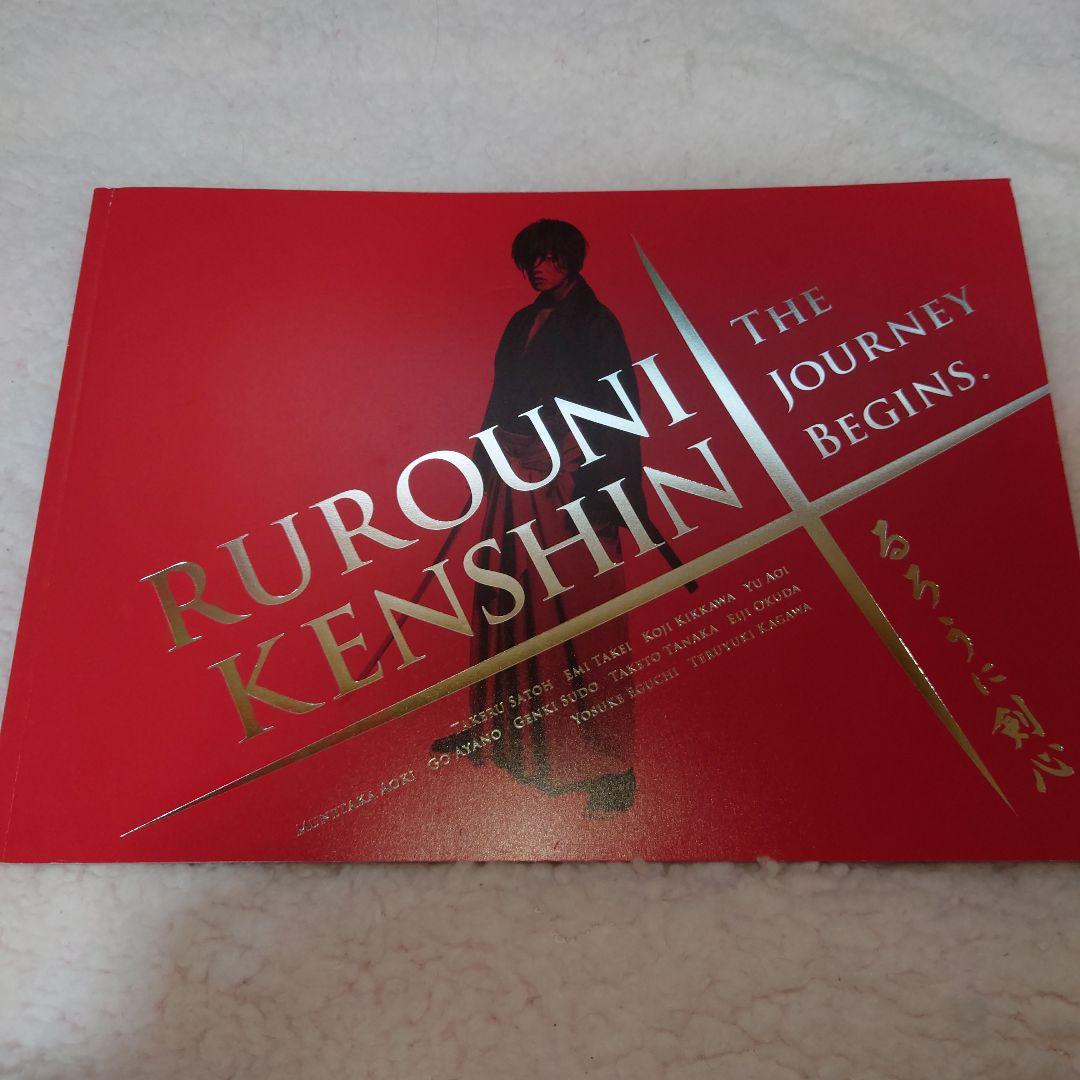 RUROUNI
KENSHIN
THE
JOURNEY
BEGINS.
TAKERU SATOH EMI TAKEI KOJI KIKKAWA YU AOI
MUNETAKA AOKI GO AYANO GENKI SUDO TAKETO TANAKA EIJI OKUDA
YOSUKE EGUCHI TERUYUKI KAGAWA
るろうに剣心